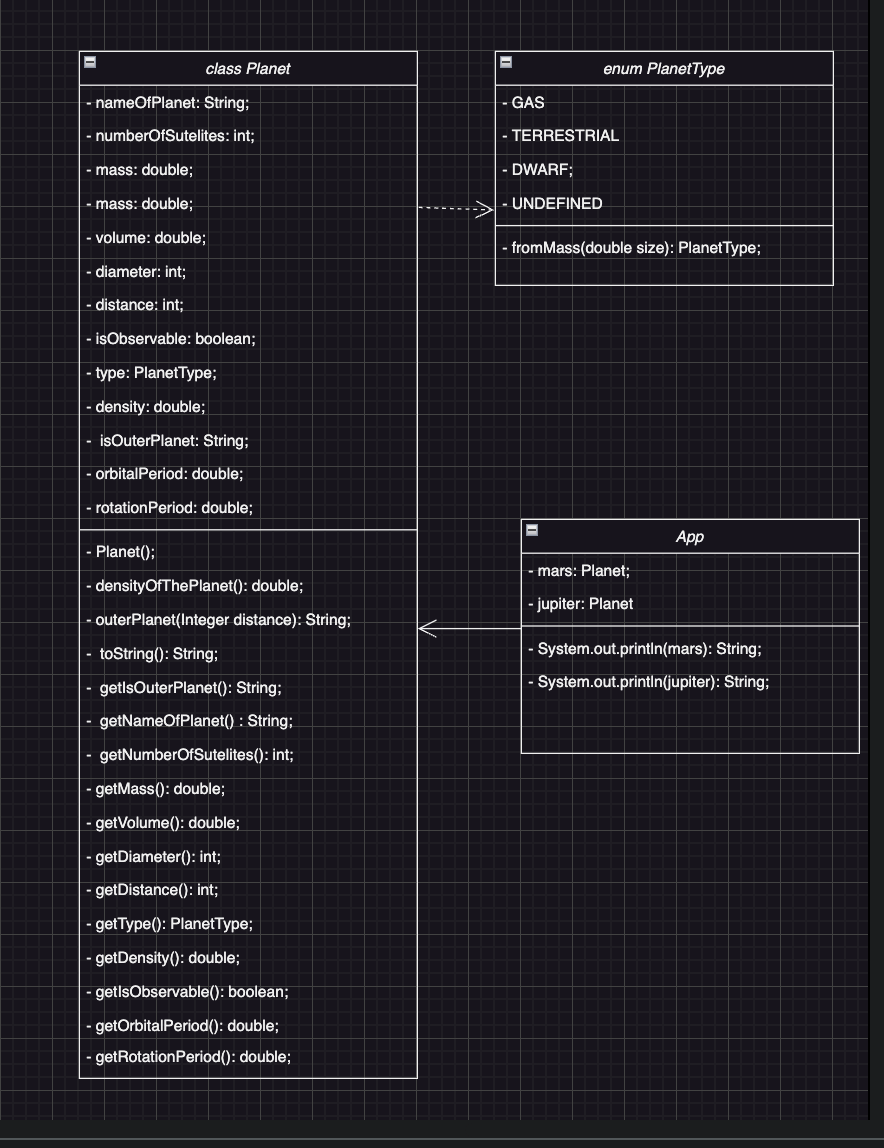 class Planet
- nameOfPlanet: String;
- numberOfSutelites: int;
- mass: double;
- mass: double;
- volume: double;
- diameter: int;
- distance: int;
- isObservable: boolean;
- type: PlanetType;
- density: double;
- isOuterPlanet: String;
- orbitalPeriod: double;
- rotationPeriod: double;
- Planet();
- densityOfThePlanet(): double;
- outerPlanet(Integer distance): String;
- toString(): String;
- getIsOuterPlanet(): String;
- getNameOfPlanet() : String;
- getNumberOfSutelites(): int;
- getMass(): double;
- getVolume(): double;
- getDiameter(): int;
- getDistance(): int;
- getType(): PlanetType;
- getDensity(): double;
- getIsObservable(): boolean;
- getOrbitalPeriod(): double;
- getRotationPeriod(): double;
enum PlanetType
- GAS
- TERRESTRIAL
- DWARF;
- UNDEFINED
- fromMass(double size): PlanetType;
App
- mars: Planet;
- jupiter: Planet
- System.out.println(mars): String;
- System.out.println(jupiter): String;